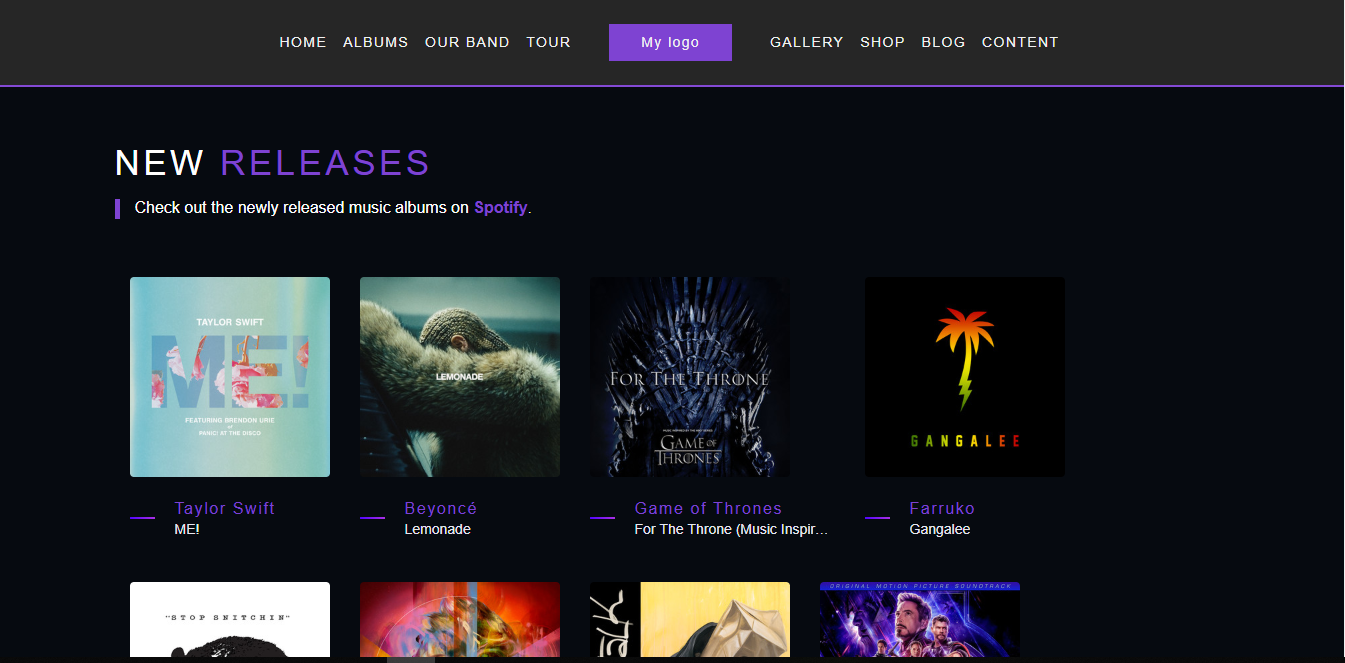 HOME ALBUMS OUR BAND TOUR My logo GALLERY SHOP BLOG CONTENT
NEW RELEASES
Check out the newly released music albums on Spotify.
TAYLOR SWIFT
ME!
FEATURING BRENDON URIE
of
PANIC! AT THE DISCO
LEMONADE
FOR THE THRONE
MUSIC INSPIRED BY THE HBO SERIES
GAME OF
THRONES
GANGALEE
Taylor Swift
ME!
Beyoncé
Lemonade
Game of Thrones
For The Throne (Music Inspir...
Farruko
Gangalee
"STOP SNITCHIN"
ORIGINAL MOTION PICTURE SOUNDTRACK